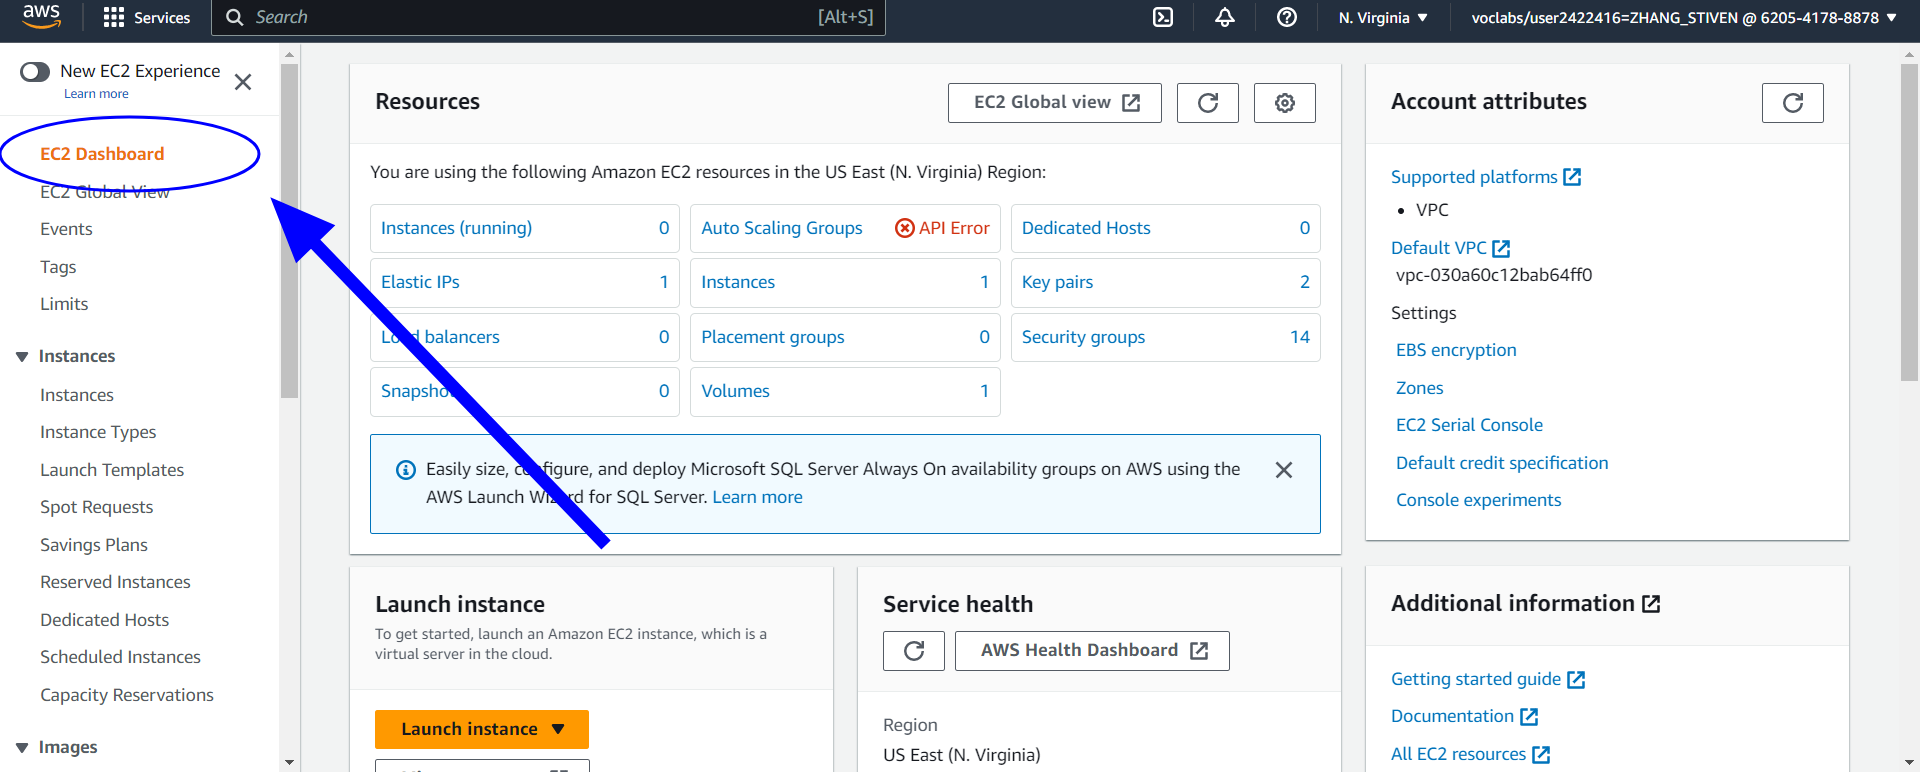 aws
Services
Search
[Alt+S]
N. Virginia
voclabs/user2422416=ZHANG_STIVEN @ 6205-4178-8878
New EC2 Experience
Learn more
EC2 Dashboard
EC2 Global View
Events
Tags
Limits
Instances
Instances
Instance Types
Launch Templates
Spot Requests
Savings Plans
Reserved Instances
Dedicated Hosts
Scheduled Instances
Capacity Reservations
Images
Resources
EC2 Global view
You are using the following Amazon EC2 resources in the US East (N. Virginia) Region:
Instances (running) 0
Auto Scaling Groups API Error
Dedicated Hosts 0
Elastic IPs 1
Instances 1
Key pairs 2
Load balancers 0
Placement groups 0
Security groups 14
Snapshots 0
Volumes 1
Easily size, configure, and deploy Microsoft SQL Server Always On availability groups on AWS using the
AWS Launch Wizard for SQL Server. Learn more
Launch instance
To get started, launch an Amazon EC2 instance, which is a
virtual server in the cloud.
Launch instance
Service health
AWS Health Dashboard
Region
US East (N. Virginia)
Account attributes
Supported platforms
• VPC
Default VPC
vpc-030a60c12bab64ff0
Settings
EBS encryption
Zones
EC2 Serial Console
Default credit specification
Console experiments
Additional information
Getting started guide
Documentation
All EC2 resources